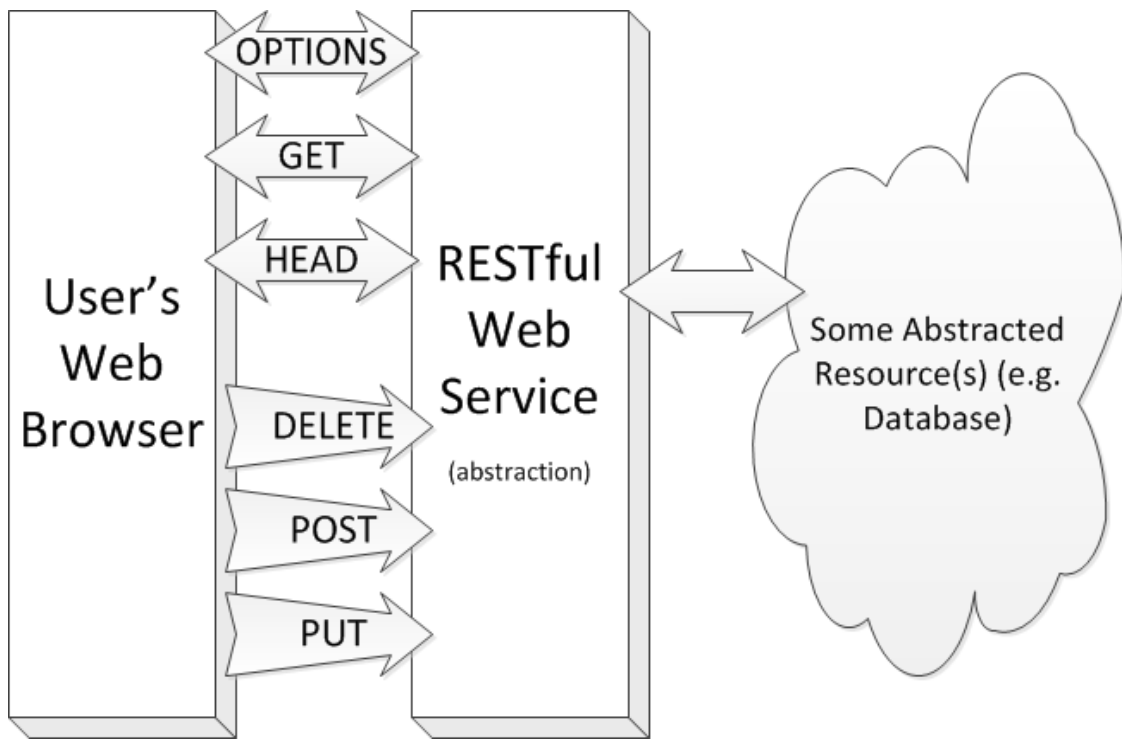 User's
Web
Browser
OPTIONS
GET
HEAD
DELETE
POST
PUT
RESTful
Web
Service
(abstraction)
Some Abstracted
Resource(s) (e.g.
Database)